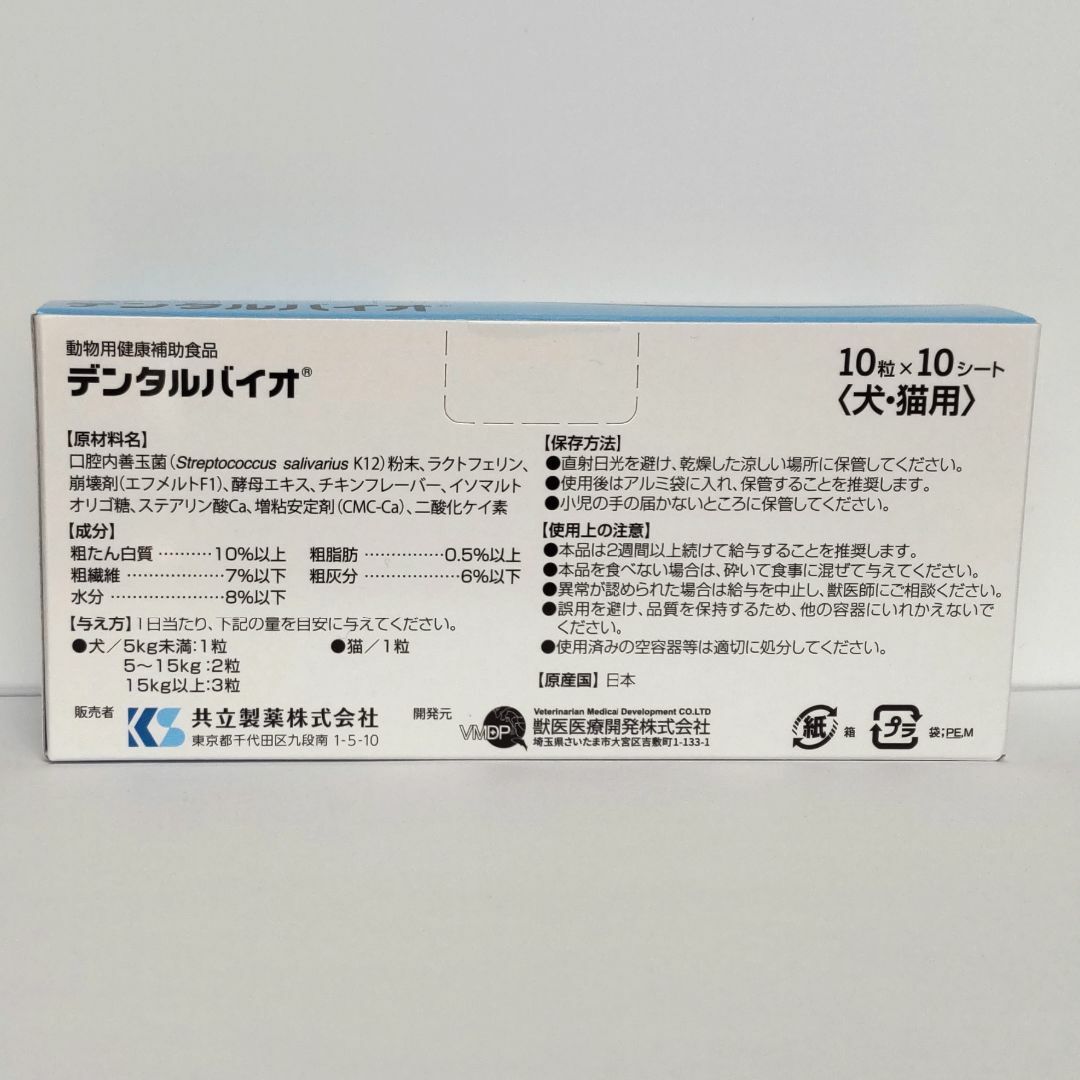 デンタルバイオ
動物用健康補助食品
デンタルバイオ®
10粒×10シート
〈犬・猫用〉
【原材料名】
口腔内善玉菌(Streptococcus salivarius K12)粉末、ラクトフェリン、
崩壊剤(エフメルトF1)、酵母エキス、チキンフレーバー、イソマルト
オリゴ糖、ステアリン酸Ca、増粘安定剤(CMC-Ca)、二酸化ケイ素
【成分】
粗たん白質 ………10%以上 粗脂肪 ……………0.5%以上
粗繊維 ………………7%以下 粗灰分 ………………6%以下
水分 …………………8%以下
【与え方】1日当たり、下記の量を目安に与えてください。
●犬/5kg未満:1粒 ●猫/1粒
5〜15kg:2粒
15kg以上:3粒
【保存方法】
●直射日光を避け、乾燥した涼しい場所に保管してください。
●使用後はアルミ袋に入れ、保管することを推奨します。
●小児の手の届かないところに保管してください。
【使用上の注意】
●本品は2週間以上続けて給与することを推奨します。
●本品を食べない場合は、砕いて食事に混ぜて与えてください。
●異常が認められた場合は給与を中止し、獣医師にご相談ください。
●誤用を避け、品質を保持するため、他の容器にいれかえないで
ください。
●使用済みの空容器等は適切に処分してください。
【原産国】日本
販売者 KS 共立製薬株式会社
東京都千代田区九段南 1-5-10
開発元 VMDP Veterinarian Medical Development CO.LTD
獣医医療開発株式会社
埼玉県さいたま市大宮区吉敷町1-133-1
紙 箱 プラ 袋;PE,M